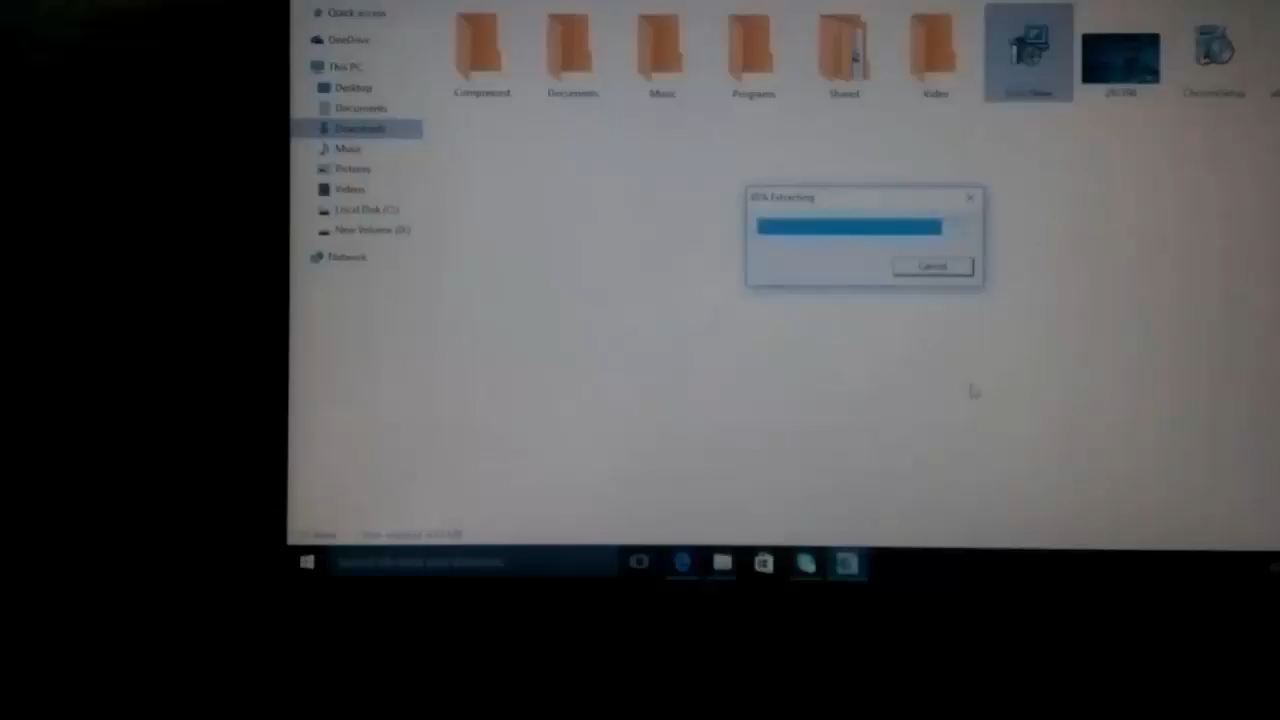 Quick access
OneDrive
This PC
Desktop
Documents
Downloads
Music
Pictures
Videos
Local Disk (C:)
New Volume (D:)
Network
Compressed
Documents
Music
Programs
Shared
Video
ChromeSetup
Extracting
Cancel